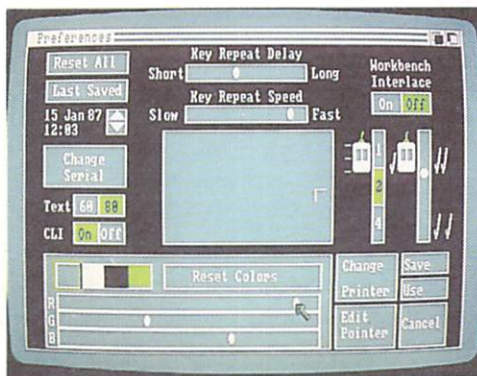 Preferences
Reset All
Last Saved
15 Jan 87
12:03
Change
Serial
Text 60 80
CLI On Off
Key Repeat Delay
Short Long
Key Repeat Speed
Slow Fast
Workbench
Interlace
On Off
1
2
4
Reset Colors
R
G
B
Change
Printer
Edit
Pointer
Save
Use
Cancel